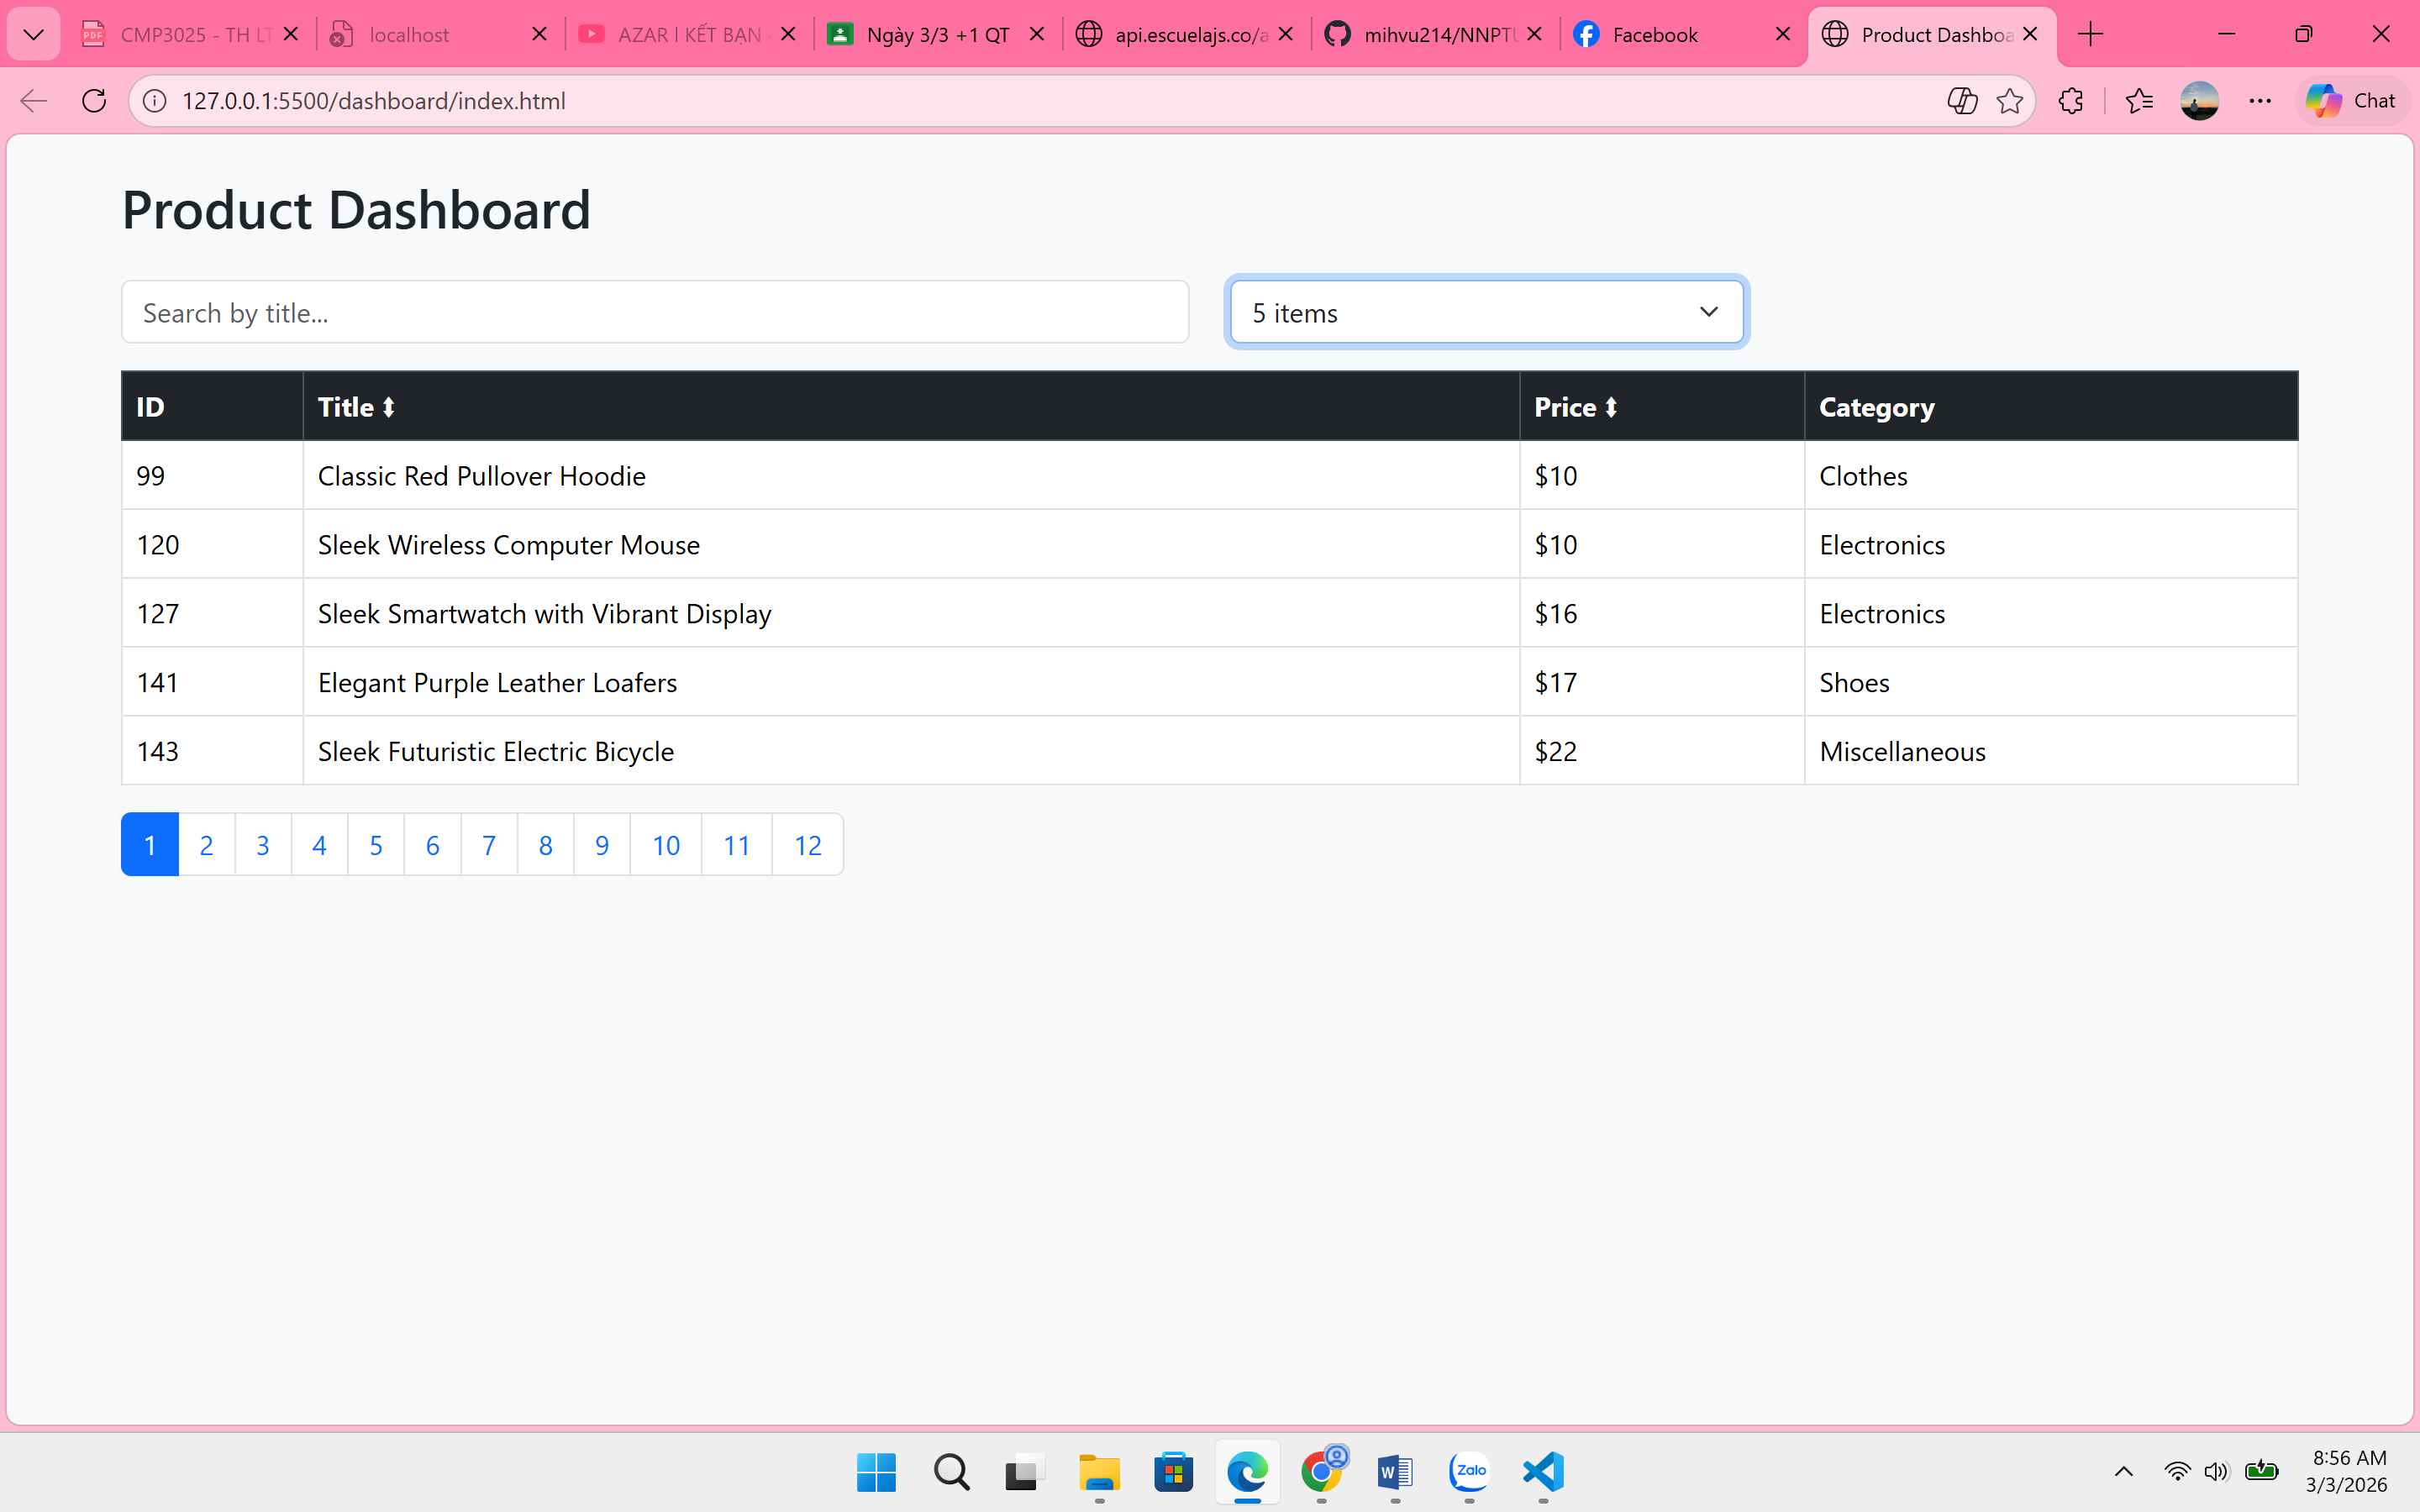 CMP3025 - TH LT
localhost
AZAR l KẾT BẠN
Ngày 3/3 +1 QT
api.escuelajs.co/a
mihvu214/NNPTU
Facebook
Product Dashboa
127.0.0.1:5500/dashboard/index.html
Chat
Product Dashboard
Search by title...
5 items
ID Title ⬍ Price ⬍ Category
99 Classic Red Pullover Hoodie $10 Clothes
120 Sleek Wireless Computer Mouse $10 Electronics
127 Sleek Smartwatch with Vibrant Display $16 Electronics
141 Elegant Purple Leather Loafers $17 Shoes
143 Sleek Futuristic Electric Bicycle $22 Miscellaneous
1 2 3 4 5 6 7 8 9 10 11 12
Zalo
8:56 AM
3/3/2026